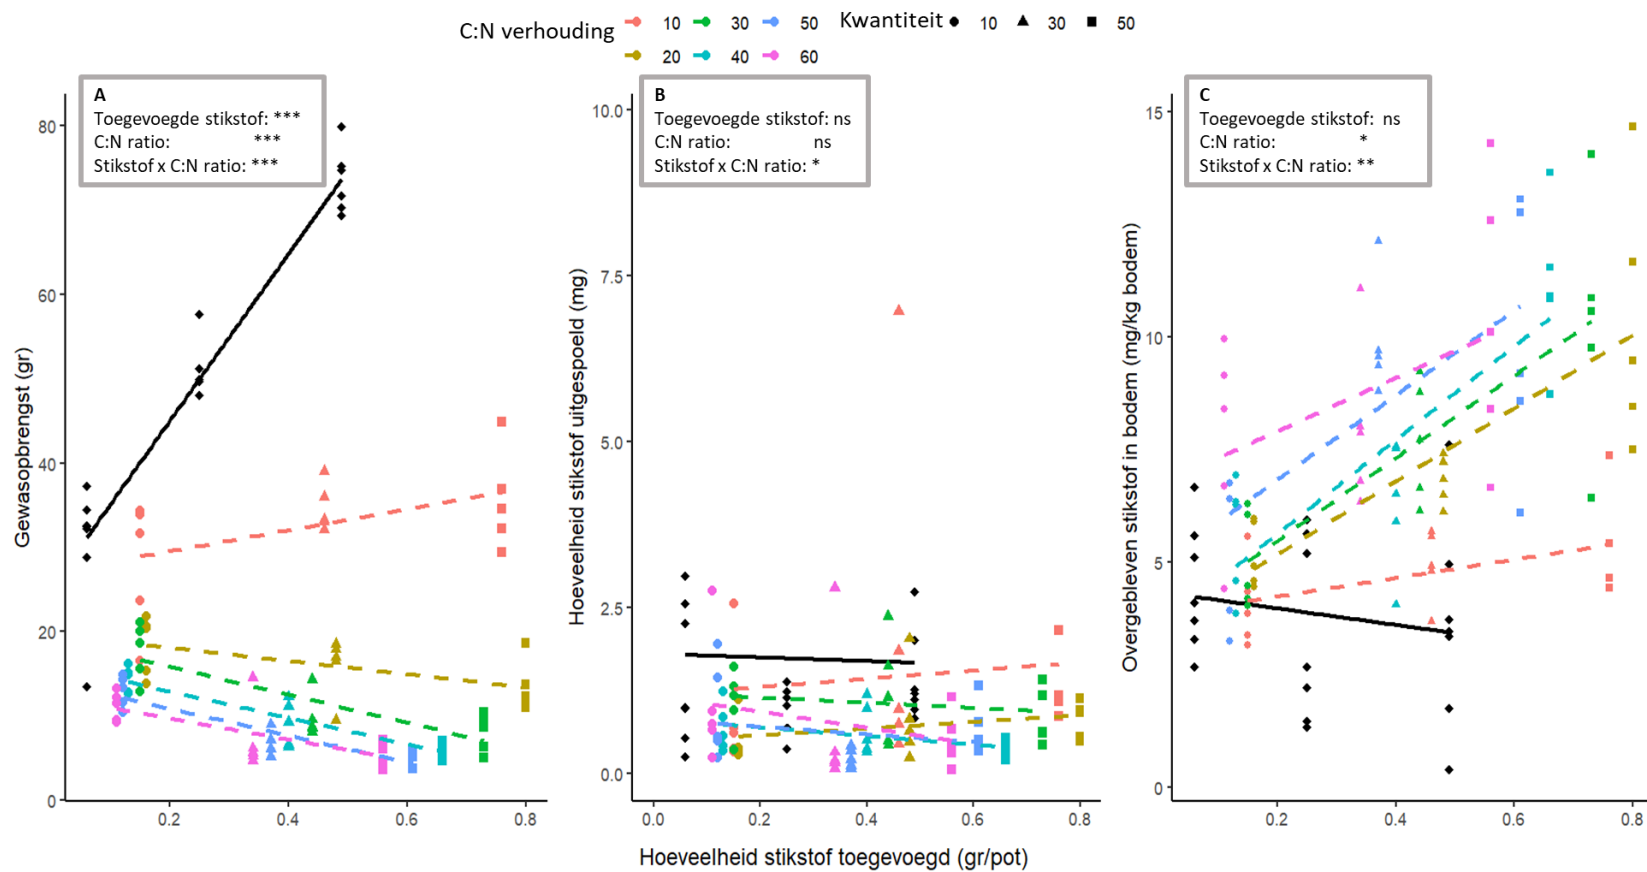 C:N verhouding 10 30 50 Kwantiteit 10 30 50
20 40 60
A
Toegevoegde stikstof: ***
C:N ratio: ***
Stikstof x C:N ratio: ***
80
60
40
20
0
Gewasopbrengst (gr)
0.2 0.4 0.6 0.8
B
Toegevoegde stikstof: ns
C:N ratio: ns
Stikstof x C:N ratio: *
10.0
7.5
5.0
2.5
0.0
Hoeveelheid stikstof uitgespoeld (mg)
0.0 0.2 0.4 0.6 0.8
C
Toegevoegde stikstof: ns
C:N ratio: *
Stikstof x C:N ratio: **
15
10
5
0
Overgebleven stikstof in bodem (mg/kg bodem)
0.2 0.4 0.6 0.8
Hoeveelheid stikstof toegevoegd (gr/pot)